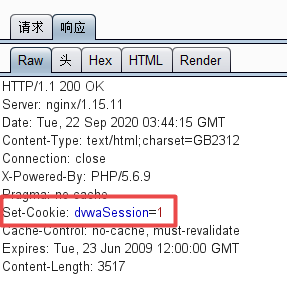 请求 响应
Raw 头 Hex HTML Render
HTTP/1.1 200 OK
Server: nginx/1.15.11
Date: Tue, 22 Sep 2020 03:44:15 GMT
Content-Type: text/html;charset=GB2312
Connection: close
X-Powered-By: PHP/5.6.9
Pragma: no-cache
Set-Cookie: dvwaSession=1
Cache-Control: no-cache, must-revalidate
Expires: Tue, 23 Jun 2009 12:00:00 GMT
Content-Length: 3517